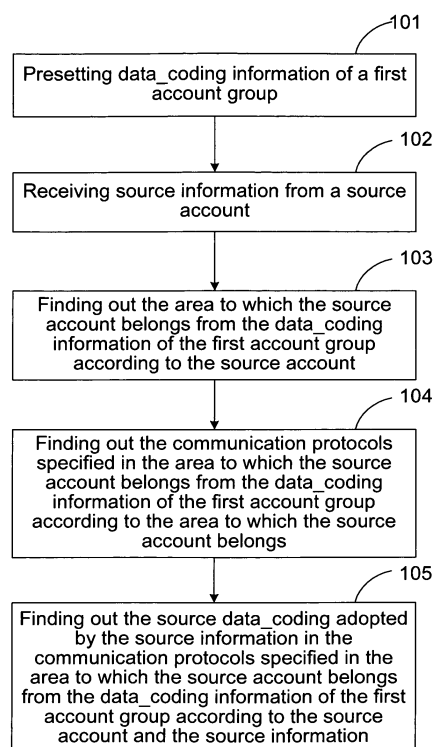 101
Presetting data_coding information of a first
account group
102
Receiving source information from a source
account
103
Finding out the area to which the source
account belongs from the data_coding
information of the first account group
according to the source account
104
Finding out the communication protocols
specified in the area to which the source
account belongs from the data_coding
information of the first account group
according to the area to which the source
account belongs
105
Finding out the source data_coding adopted
by the source information in the
communication protocols specified in the
area to which the source account belongs
from the data_coding information of the first
account group according to the source
account and the source information